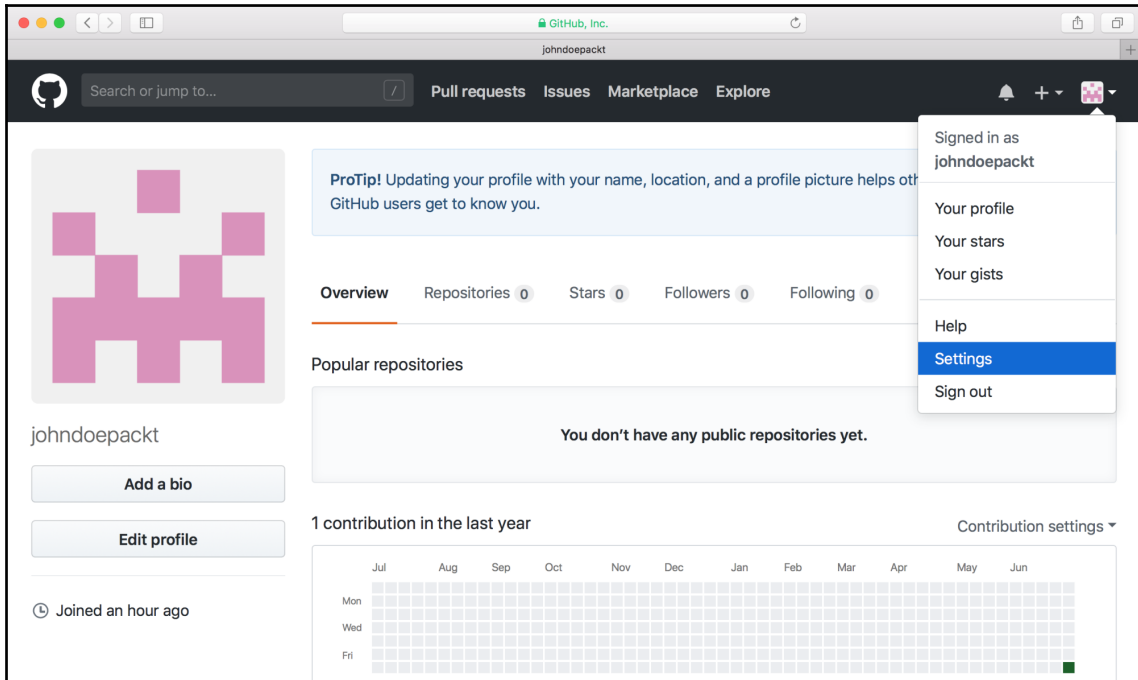 GitHub, Inc.
johndoepackt
Search or jump to... /
Pull requests Issues Marketplace Explore
Signed in as
johndoepackt
Your profile
Your stars
Your gists
Help
Settings
Sign out
ProTip! Updating your profile with your name, location, and a profile picture helps oth
GitHub users get to know you.
Overview Repositories 0 Stars 0 Followers 0 Following 0
Popular repositories
You don’t have any public repositories yet.
johndoepackt
Add a bio
Edit profile
Joined an hour ago
1 contribution in the last year
Contribution settings
Jul Aug Sep Oct Nov Dec Jan Feb Mar Apr May Jun
Mon
Wed
Fri